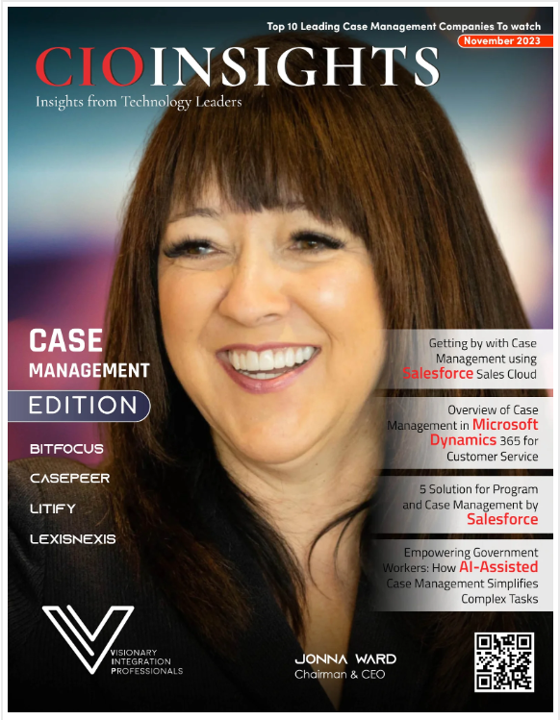 Top 10 Leading Case Management Companies To watch
November 2023
CIOINSIGHTS
Insights from Technology Leaders
CASE
MANAGEMENT
EDITION
BITFOCUS
CASEPEER
LITIFY
LEXISNEXIS
Getting by with Case
Management using
Salesforce Sales Cloud
Overview of Case
Management in Microsoft
Dynamics 365 for
Customer Service
5 Solution for Program
and Case Management by
Salesforce
Empowering Government
Workers: How AI-Assisted
Case Management Simplifies
Complex Tasks
VISIONARY
INTEGRATION
PROFESSIONALS
JONNA WARD
Chairman & CEO